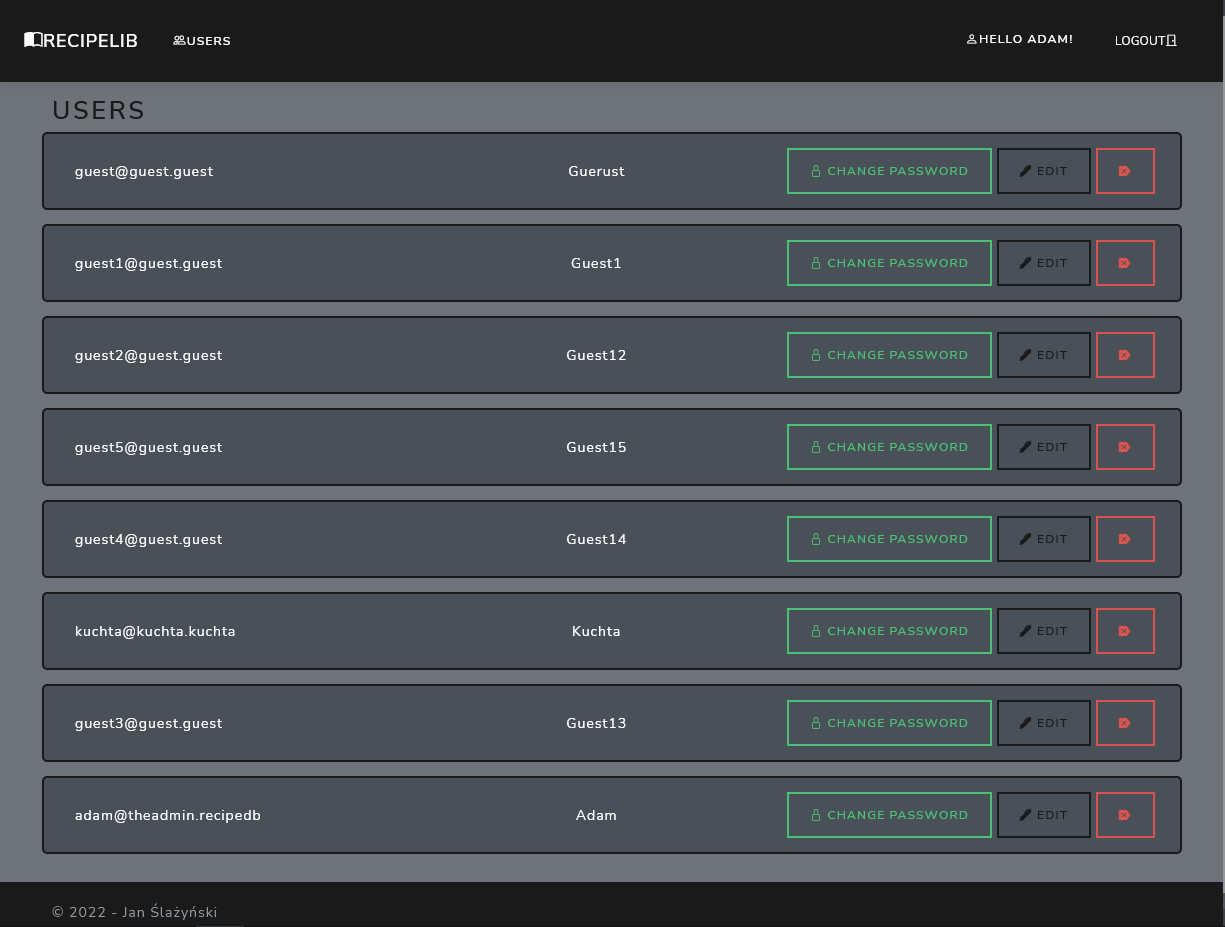 RECIPELIB USERS HELLO ADAM! LOGOUT
USERS
guest@guest.guest Guerust CHANGE PASSWORD EDIT
guest1@guest.guest Guest1 CHANGE PASSWORD EDIT
guest2@guest.guest Guest12 CHANGE PASSWORD EDIT
guest5@guest.guest Guest15 CHANGE PASSWORD EDIT
guest4@guest.guest Guest14 CHANGE PASSWORD EDIT
kuchta@kuchta.kuchta Kuchta CHANGE PASSWORD EDIT
guest3@guest.guest Guest13 CHANGE PASSWORD EDIT
adam@theadmin.recipedb Adam CHANGE PASSWORD EDIT
© 2022 - Jan Ślażyński